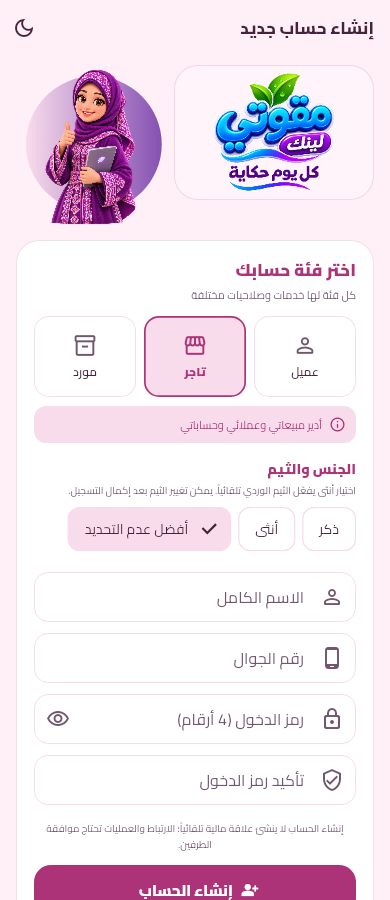 إنشاء حساب جديد
مقوتي
لينك
كل يوم حكاية
اختر فئة حسابك
كل فئة لها خدمات وصلاحيات مختلفة
عميل
تاجر
مورد
أدير مبيعاتي وعملائي وحساباتي
الجنس والثيم
اختيار أنثى يفعّل الثيم الوردي تلقائياً. يمكن تغيير الثيم بعد إكمال التسجيل.
ذكر
أنثى
أفضل عدم التحديد
الاسم الكامل
رقم الجوال
رمز الدخول (4 أرقام)
تأكيد رمز الدخول
إنشاء الحساب لا ينشئ علاقة مالية تلقائياً؛ الارتباط والعمليات تحتاج موافقة
الطرفين.
إنشاء الحساب